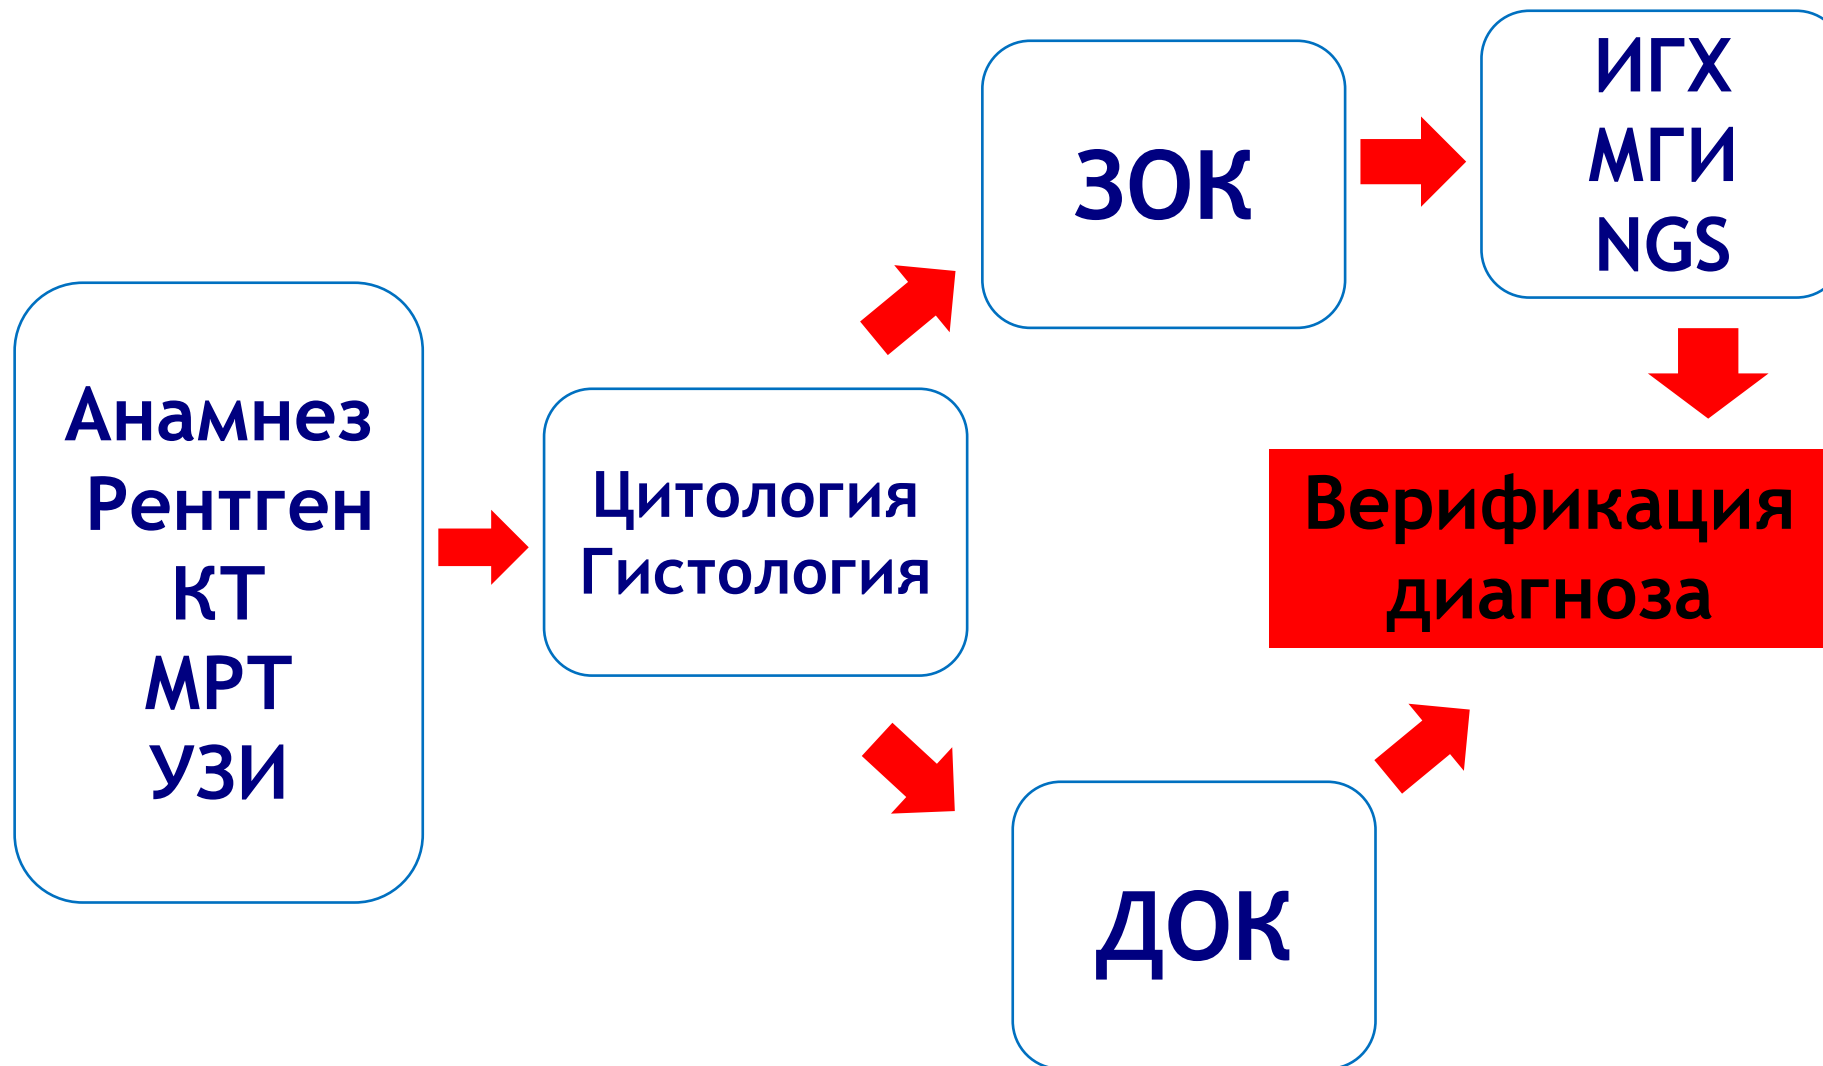 Анамнез
Рентген
КТ
МРТ
УЗИ
Цитология
Гистология
ЗОК
ИГХ
МГИ
NGS
Верификация
диагноза
ДОК